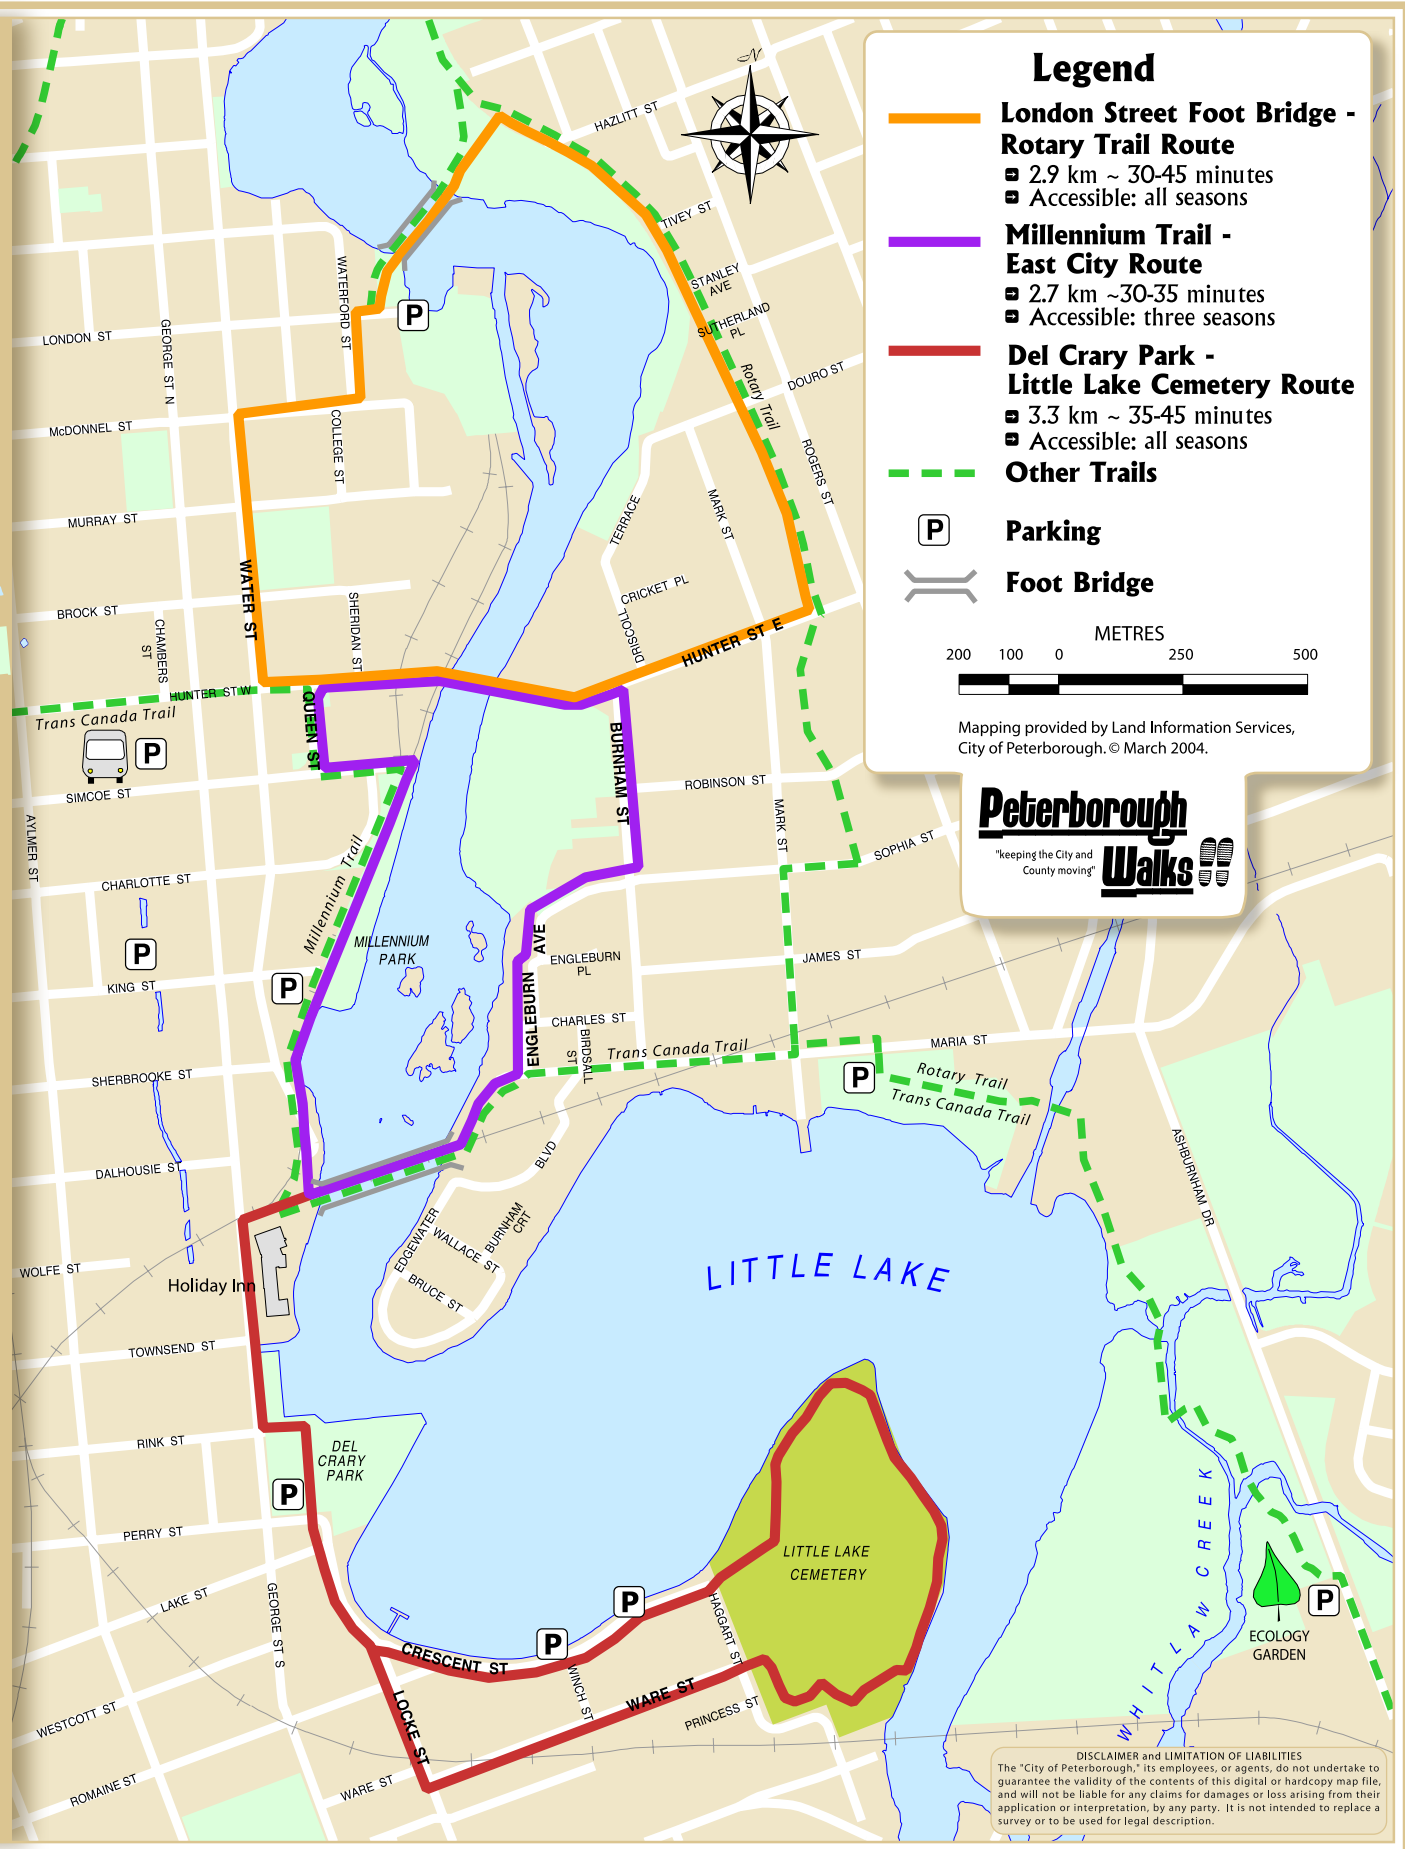 Legend
London Street Foot Bridge -
Rotary Trail Route
2.9 km ~ 30-45 minutes
Accessible: all seasons
Millennium Trail -
East City Route
2.7 km ~30-35 minutes
Accessible: three seasons
Del Crary Park -
Little Lake Cemetery Route
3.3 km ~ 35-45 minutes
Accessible: all seasons
Other Trails
P
Parking
Foot Bridge
METRES
200 100 0 250 500
Mapping provided by Land Information Services,
City of Peterborough. © March 2004.
Peterborough
Walks
"keeping the City and
County moving"
N
HAZLITT ST
TIVEY ST
STANLEY
AVE
SUTHERLAND
PL
Rotary Trail
DOURO ST
ROGERS ST
WATERFORD ST
P
LONDON ST
GEORGE ST N
McDONNEL ST
COLLEGE ST
MURRAY ST
TERRACE
MARK ST
WATER ST
BROCK ST
CHAMBERS
ST
SHERIDAN ST
CRICKET PL
DRISCOLL
HUNTER ST E
HUNTER ST W
Trans Canada Trail
QUEEN ST
P
BURNHAM ST
SIMCOE ST
ROBINSON ST
MARK ST
AYLMER ST
SOPHIA ST
Millennium Trail
CHARLOTTE ST
MILLENNIUM
PARK
P
ENGLEBURN AVE
ENGLEBURN
PL
JAMES ST
KING ST
P
CHARLES ST
BIRDSALL
ST
Trans Canada Trail
MARIA ST
SHERBROOKE ST
P
Rotary Trail
Trans Canada Trail
DALHOUSIE ST
BLVD
ASHBURNHAM DR
EDGEWATER
WALLACE ST
BURNHAM
CRT
BRUCE ST
WOLFE ST
Holiday Inn
LITTLE LAKE
TOWNSEND ST
RINK ST
DEL
CRARY
PARK
P
PERRY ST
LITTLE LAKE
CEMETERY
WHITLAW CREEK
LAKE ST
GEORGE ST S
P
P
HAGGART ST
P
ECOLOGY
GARDEN
CRESCENT ST
WINCH ST
WARE ST
LOCKE ST
PRINCESS ST
WESTCOTT ST
ROMAINE ST
WARE ST
DISCLAIMER and LIMITATION OF LIABILITIES
The "City of Peterborough," its employees, or agents, do not undertake to
guarantee the validity of the contents of this digital or hardcopy map file,
and will not be liable for any claims for damages or loss arising from their
application or interpretation, by any party. It is not intended to replace a
survey or to be used for legal description.